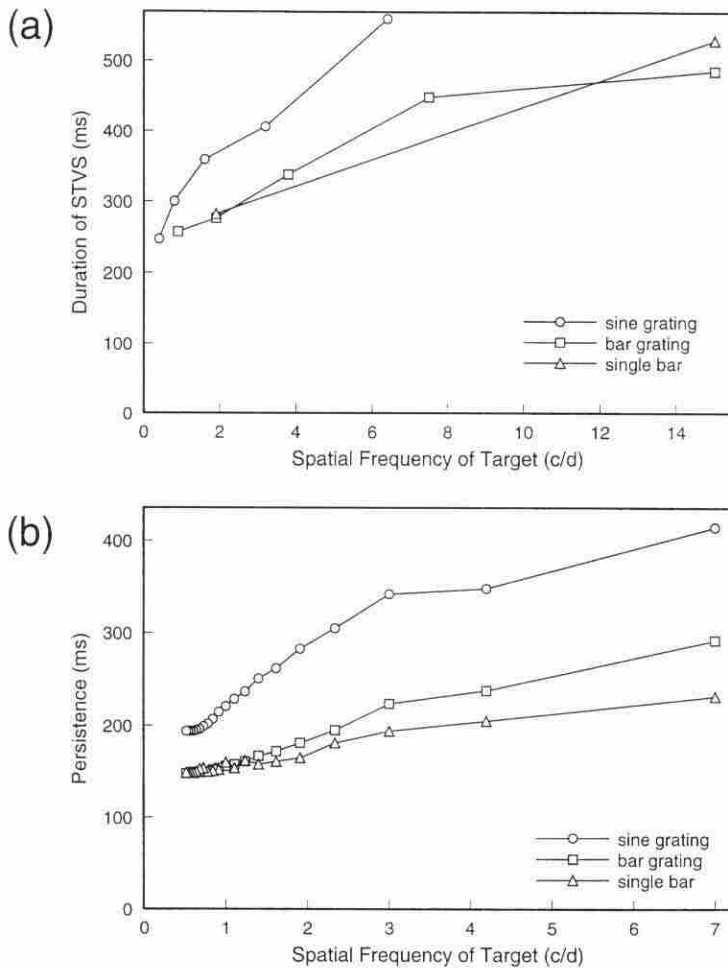 (a)
500
400
300
200
100
0
Duration of STVS (ms)
sine grating
bar grating
single bar
0 2 4 6 8 10 12 14
Spatial Frequency of Target (c/d)
(b)
400
300
200
100
0
Persistence (ms)
sine grating
bar grating
single bar
0 1 2 3 4 5 6 7
Spatial Frequency of Target (c/d)